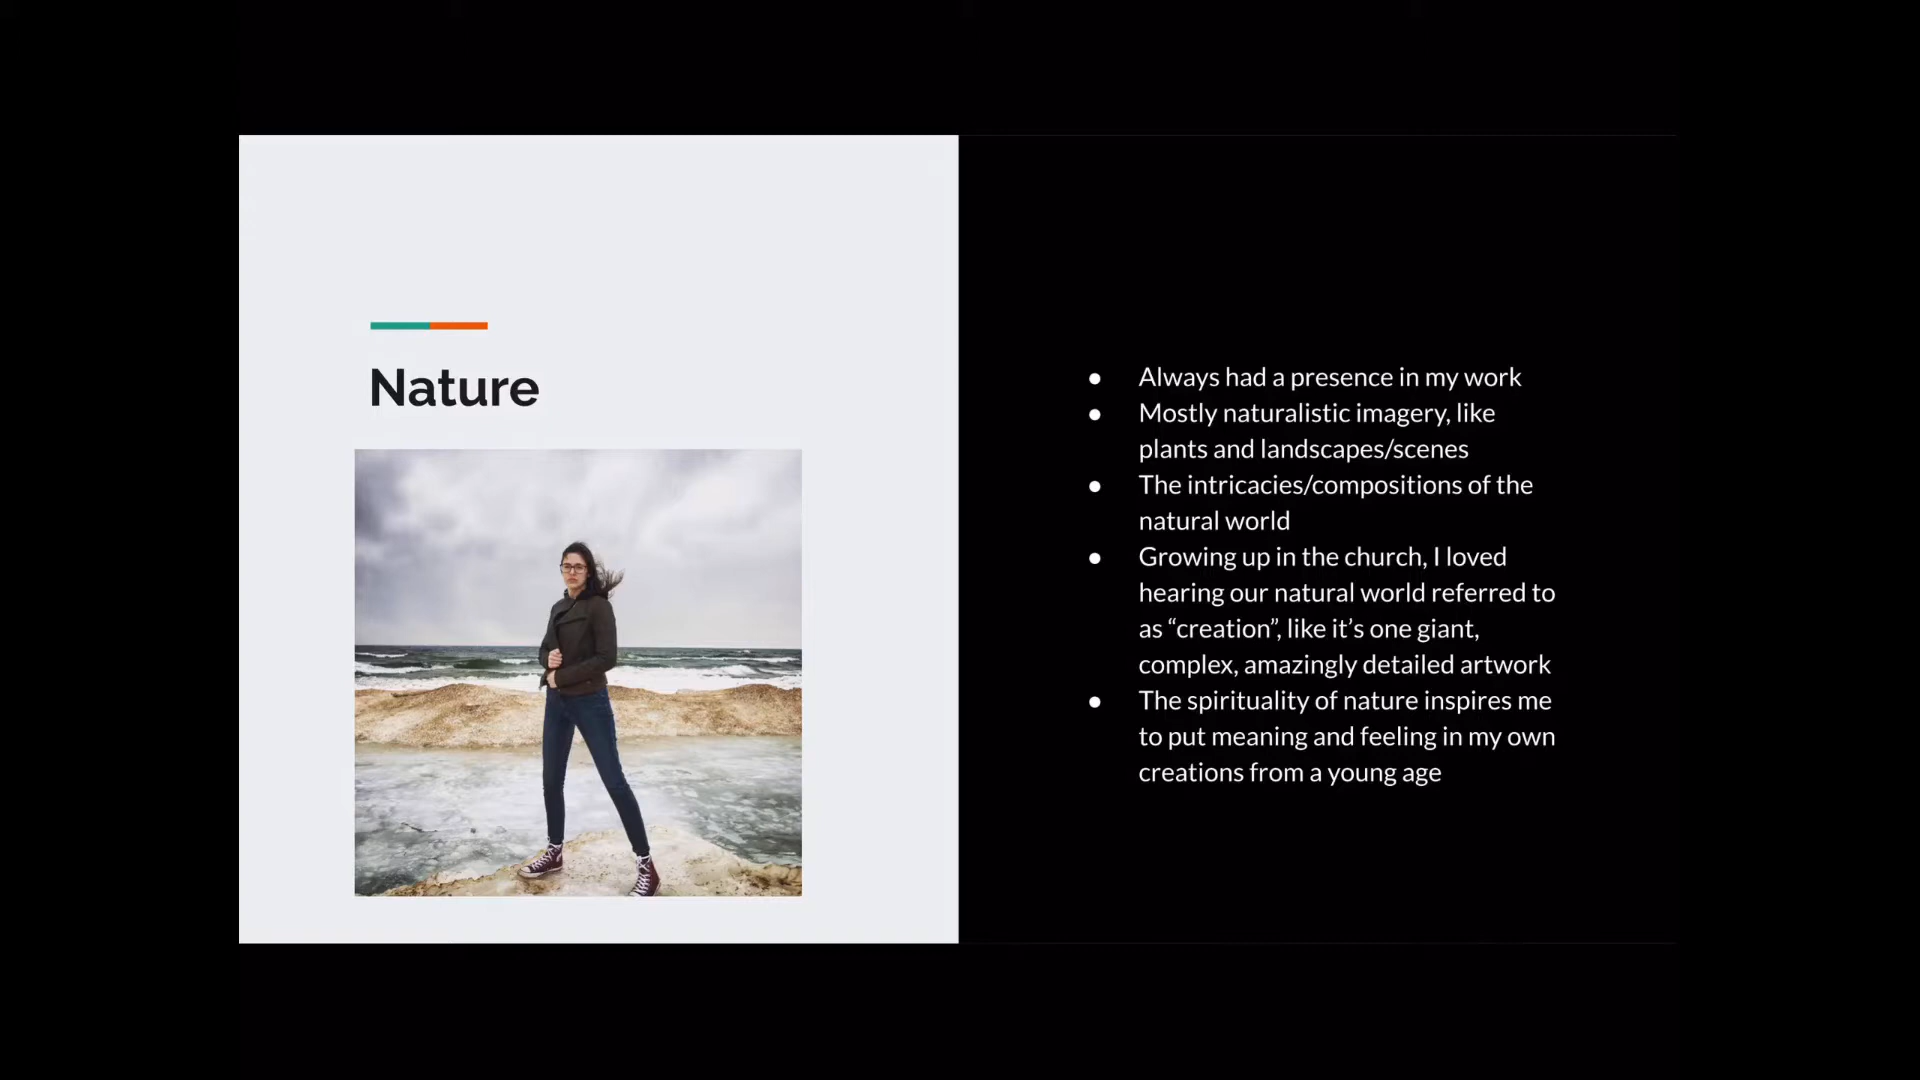 Nature
● Always had a presence in my work
● Mostly naturalistic imagery, like
plants and landscapes/scenes
● The intricacies/compositions of the
natural world
● Growing up in the church, I loved
hearing our natural world referred to
as “creation”, like it’s one giant,
complex, amazingly detailed artwork
● The spirituality of nature inspires me
to put meaning and feeling in my own
creations from a young age